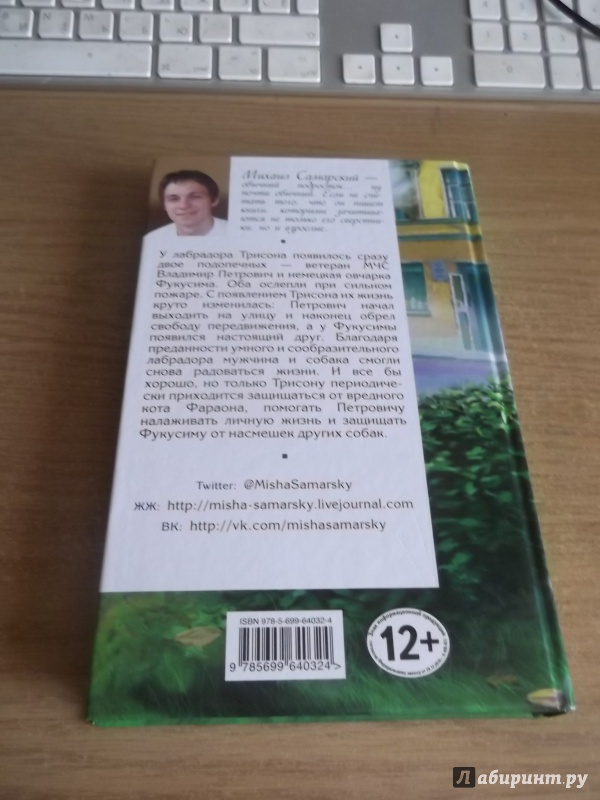 Михаил Самарский —
обычный подросток... ну
почти обычный. Если не счи-
тать того, что он пишет
книги, которыми зачитыва-
ются не только его сверстни-
ки, но и взрослые.
У лабрадора Трисона появилось сразу
двое подопечных — ветеран МЧС
Владимир Петрович и немецкая овчарка
Фукусима. Оба ослепли при сильном
пожаре. С появлением Трисона их жизнь
круто изменилась: Петрович начал
выходить на улицу и наконец обрел
свободу передвижения, а у Фукусимы
появился настоящий друг. Благодаря
преданности умного и сообразительного
лабрадора мужчина и собака смогли
снова радоваться жизни. И все бы
хорошо, но только Трисону периодиче-
ски приходится защищаться от вредного
кота Фараона, помогать Петровичу
налаживать личную жизнь и защищать
Фукусиму от насмешек других собак.
Twitter: @MishaSamarsky
ЖЖ: http://misha-samarsky.livejournal.com
ВК: http://vk.com/mishasamarsky
ISBN 978-5-699-64032-4
9 785699 640324 >
Знак информационной продукции
12+
Лабиринт.ру